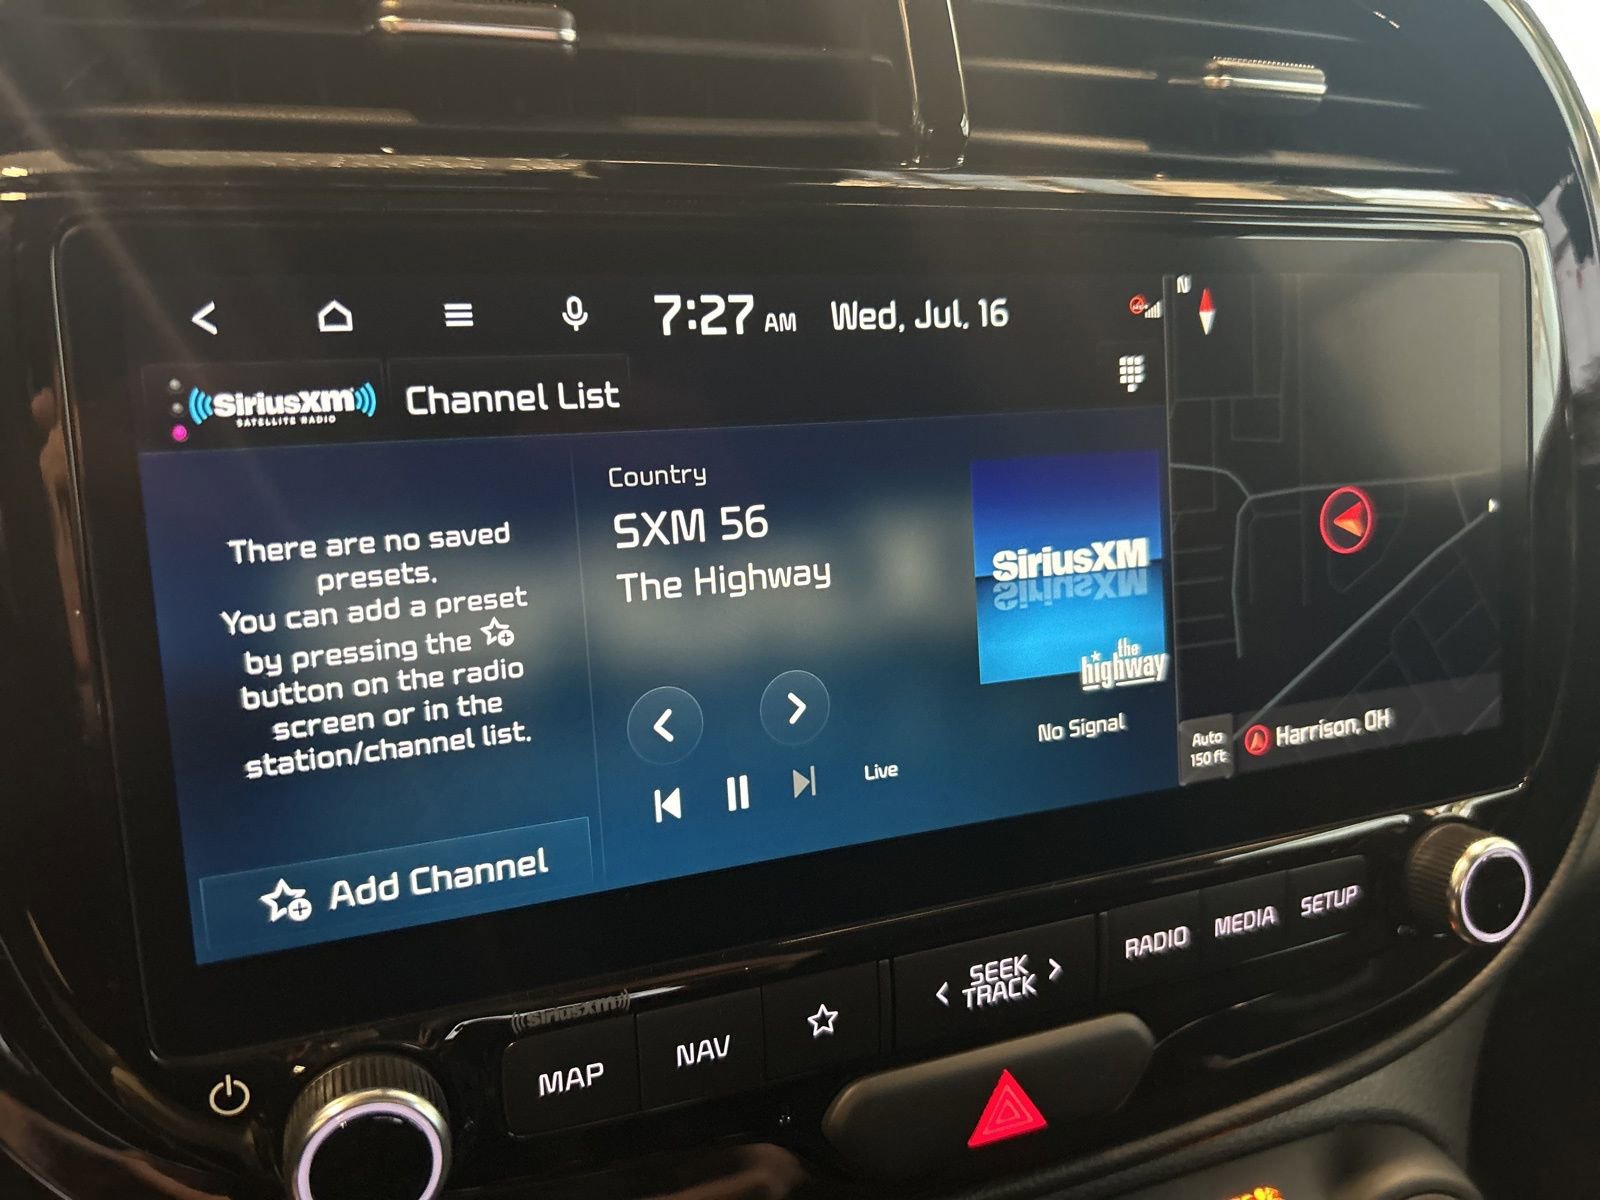 7:27 AM Wed, Jul. 16
N
SiriusXM
SATELLITE RADIO
Channel List
There are no saved
presets.
You can add a preset
by pressing the
button on the radio
screen or in the
station/channel list.
Add Channel
Country
SXM 56
The Highway
Live
SiriusXM
the
highway
No Signal
Auto
150 ft
Harrison, OH
SiriusXM
MAP
NAV
SEEK
TRACK
RADIO
MEDIA
SETUP